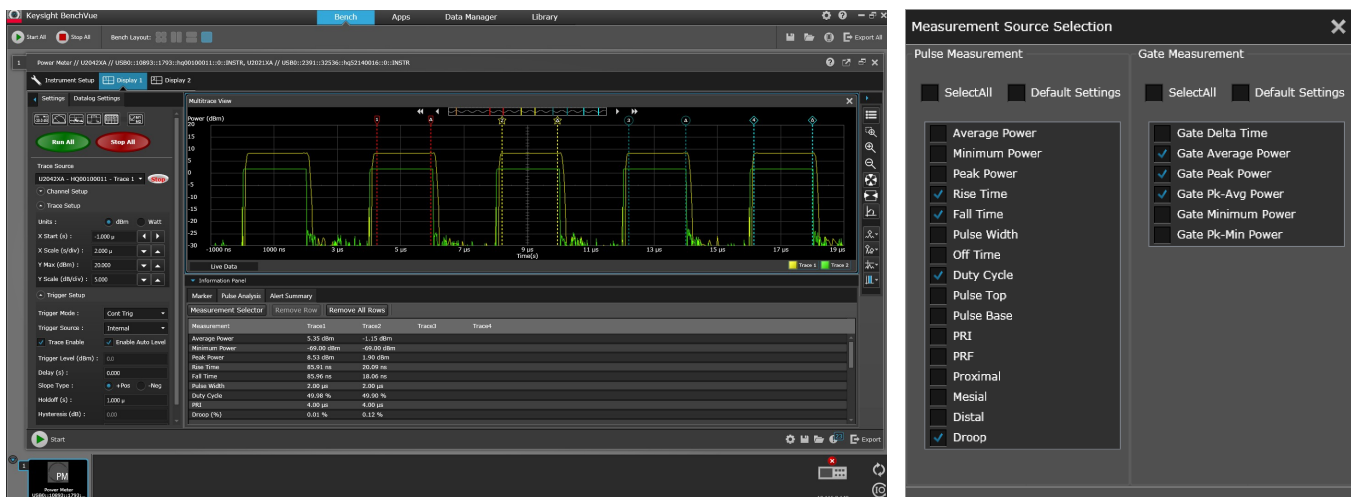 Keysight BenchVue
Bench Apps Data Manager Library
Start All Stop All Bench Layout: Export All
1 Power Meter // U2042XA // USB0::10893::1793::hq00100011::0::INSTR, U2021XA // USB0::2391::32536::hq52140016::0::INSTR
Instrument Setup Display 1 Display 2
Settings Datalog Settings
Run All Stop All
Trace Source
U2042XA - HQ00100011 - Trace 1 Stop
Channel Setup
Trace Setup
Units : dBm Watt
X Start (s) : -1.000 µ
X Scale (s/div) : 2.000 µ
Y Max (dBm) : 20.000
Y Scale (dB/div) : 5.000
Trigger Setup
Trigger Mode : Cont Trig
Trigger Source : Internal
Trace Enable Enable Auto Level
Trigger Level (dBm) : 0.0
Delay (s) : 0.000
Slope Type : +Pos -Neg
Holdoff (s) : 1.000 µ
Hysteresis (dB) : 0.00
Multitrace View
Power (dBm)
20
15
10
5
0
-5
-10
-15
-20
-25
-30
1 A 3 A 4
-1000 ns 1000 ns 3 µs 5 µs 7 µs 9 µs 11 µs 13 µs 15 µs 17 µs 19 µs
Time(s)
Live Data Trace 1 Trace 2
Information Panel
Marker Pulse Analysis Alert Summary
Measurement Selector Remove Row Remove All Rows
Measurement Trace1 Trace2 Trace3 Trace4
Average Power 5.35 dBm -1.15 dBm
Minimum Power -69.00 dBm -69.00 dBm
Peak Power 8.53 dBm 1.90 dBm
Rise Time 85.91 ns 20.09 ns
Fall Time 85.96 ns 18.06 ns
Pulse Width 2.00 µs 2.00 µs
Duty Cycle 49.98 % 49.90 %
PRI 4.00 µs 4.00 µs
Droop (%) 0.01 % 0.12 %
Start Export
1
PM
Power Meter
USB0::10893::1793:...
Measurement Source Selection
Pulse Measurement
SelectAll Default Settings
Average Power
Minimum Power
Peak Power
Rise Time
Fall Time
Pulse Width
Off Time
Duty Cycle
Pulse Top
Pulse Base
PRI
PRF
Proximal
Mesial
Distal
Droop
Gate Measurement
SelectAll Default Settings
Gate Delta Time
Gate Average Power
Gate Peak Power
Gate Pk-Avg Power
Gate Minimum Power
Gate Pk-Min Power